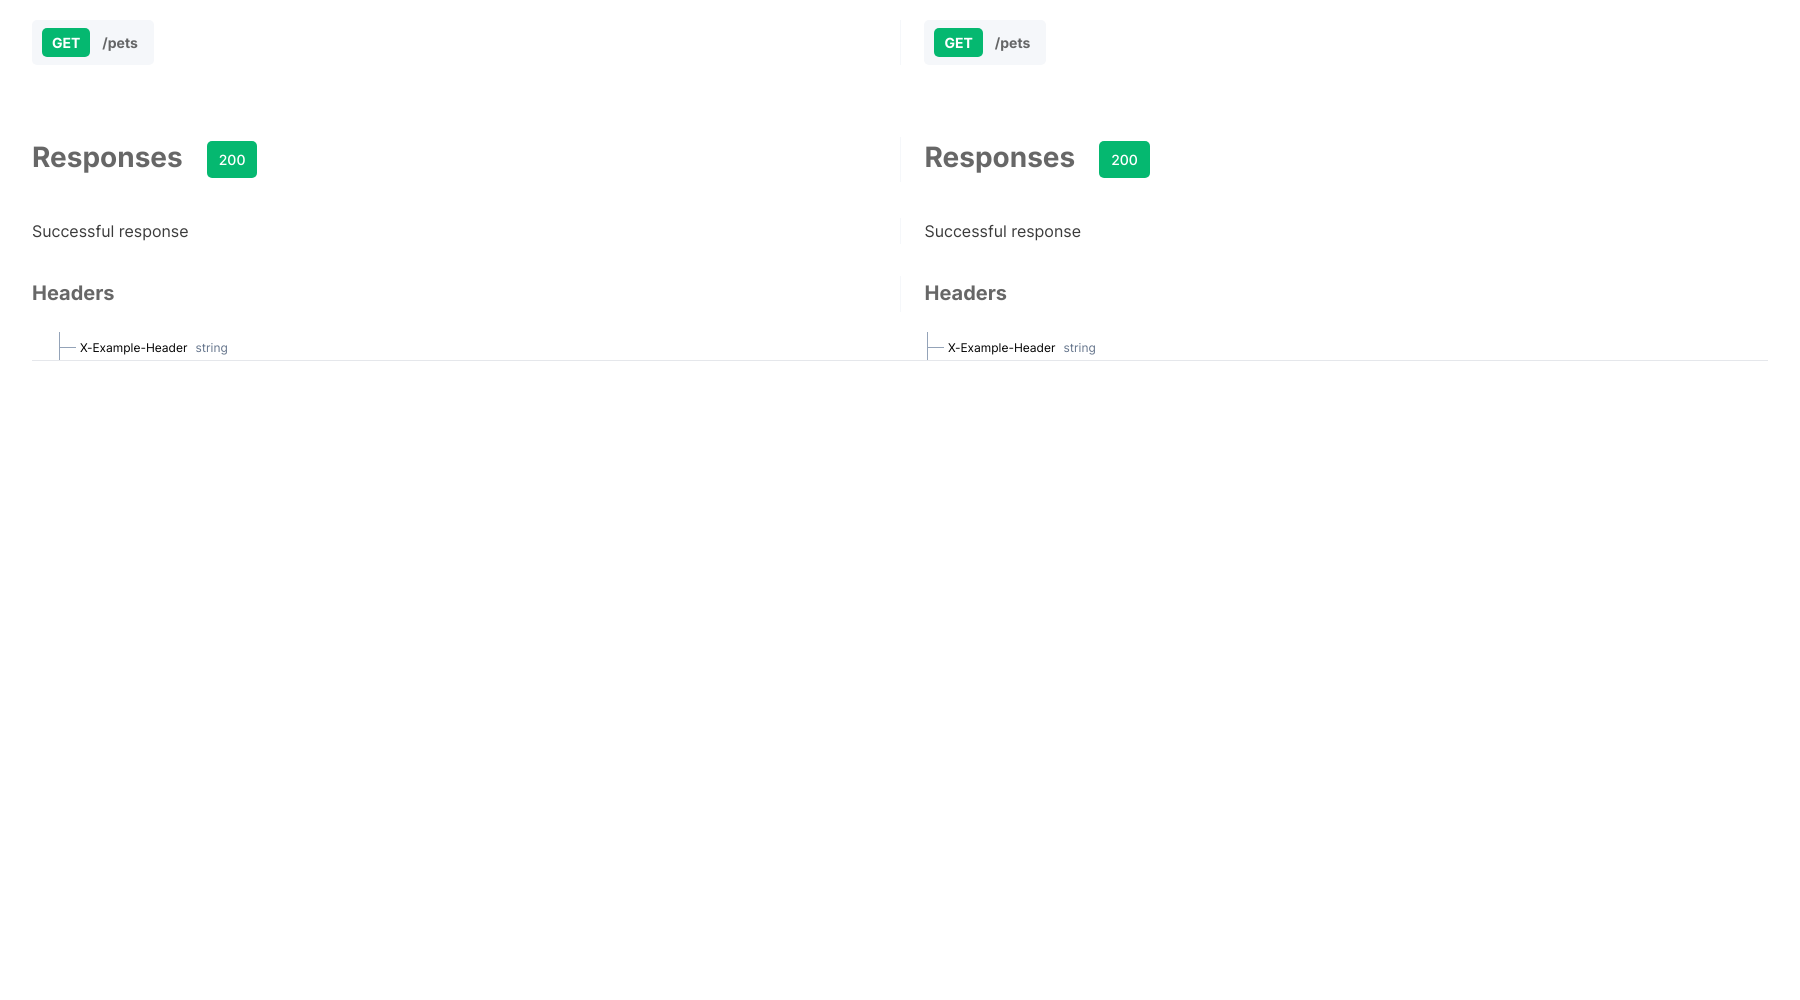 GET /pets
GET /pets
Responses 200
Responses 200
Successful response
Successful response
Headers
Headers
X-Example-Header string
X-Example-Header string